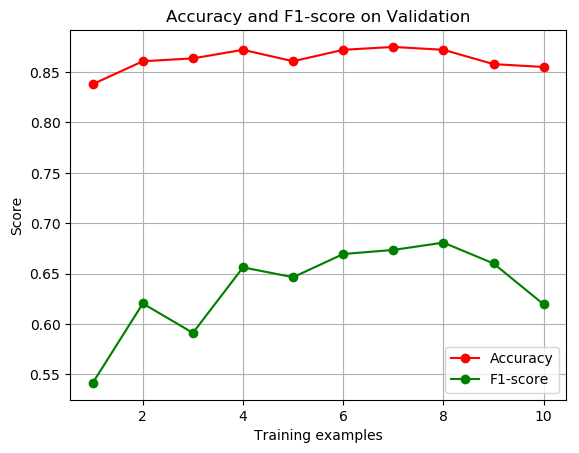 Accuracy and F1-score on Validation
Score
0.85
0.80
0.75
0.70
0.65
0.60
0.55
Accuracy
F1-score
2 4 6 8 10
Training examples